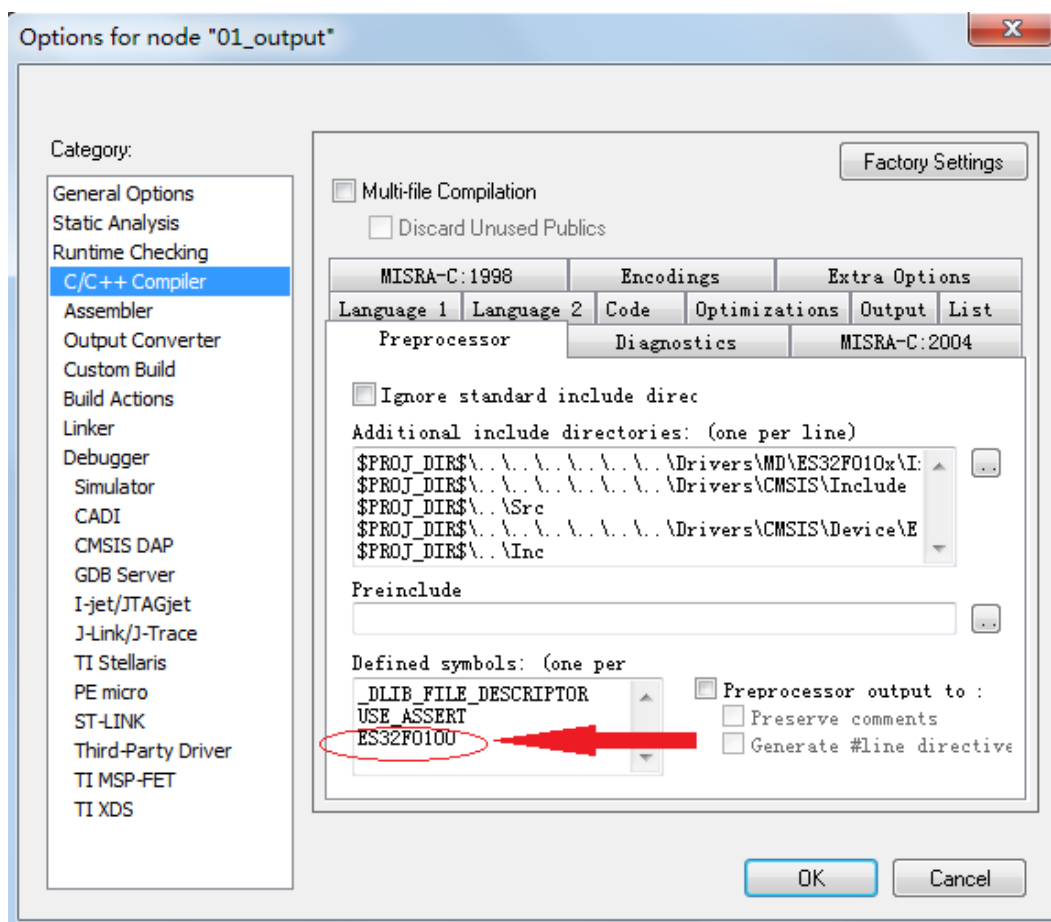 Options for node "01_output"
x
Category:
General Options
Static Analysis
Runtime Checking
C/C++ Compiler
Assembler
Output Converter
Custom Build
Build Actions
Linker
Debugger
Simulator
CADI
CMSIS DAP
GDB Server
I-jet/JTAGjet
J-Link/J-Trace
TI Stellaris
PE micro
ST-LINK
Third-Party Driver
TI MSP-FET
TI XDS
Factory Settings
Multi-file Compilation
Discard Unused Publics
MISRA-C:1998 Encodings Extra Options
Language 1 Language 2 Code Optimizations Output List
Preprocessor Diagnostics MISRA-C:2004
Ignore standard include direc
Additional include directories: (one per line)
$PROJ_DIR$\..\..\..\..\..\..\Drivers\MD\ES32F010x\I:
$PROJ_DIR$\..\..\..\..\..\..\Drivers\CMSIS\Include
$PROJ_DIR$\..\Src
$PROJ_DIR$\..\..\..\..\..\..\Drivers\CMSIS\Device\E
$PROJ_DIR$\..\Inc
..
Preinclude
..
Defined symbols: (one per
_DLIB_FILE_DESCRIPTOR
USE_ASSERT
ES32F0100
Preprocessor output to :
Preserve comments
Generate #line directive
OK Cancel